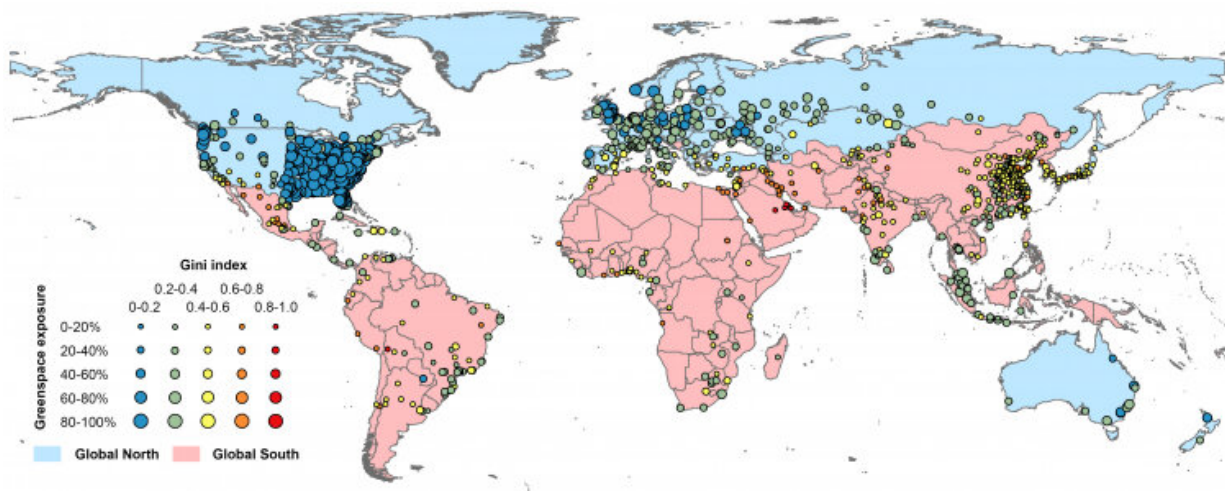 Gini index
0.2-0.4 0.6-0.8
0-0.2 0.4-0.6 0.8-1.0
Greenspace exposure
0-20%
20-40%
40-60%
60-80%
80-100%
Global North Global South